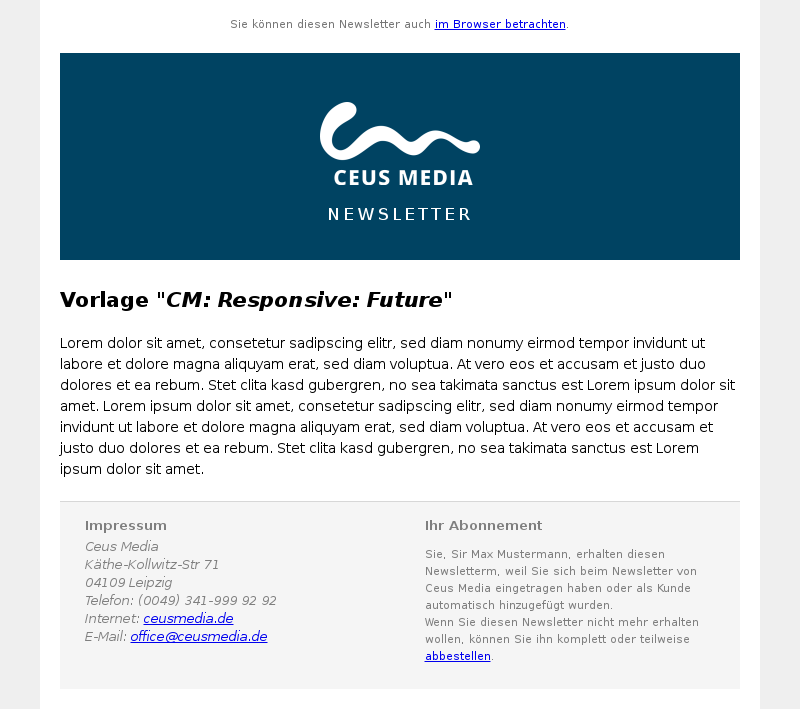 Sie können diesen Newsletter auch im Browser betrachten.
CEUS MEDIA
NEWSLETTER
Vorlage "CM: Responsive: Future"
Lorem dolor sit amet, consetetur sadipscing elitr, sed diam nonumy eirmod tempor invidunt ut
labore et dolore magna aliquyam erat, sed diam voluptua. At vero eos et accusam et justo duo
dolores et ea rebum. Stet clita kasd gubergren, no sea takimata sanctus est Lorem ipsum dolor sit
amet. Lorem ipsum dolor sit amet, consetetur sadipscing elitr, sed diam nonumy eirmod tempor
invidunt ut labore et dolore magna aliquyam erat, sed diam voluptua. At vero eos et accusam et
justo duo dolores et ea rebum. Stet clita kasd gubergren, no sea takimata sanctus est Lorem
ipsum dolor sit amet.
Impressum
Ceus Media
Käthe-Kollwitz-Str 71
04109 Leipzig
Telefon: (0049) 341-999 92 92
Internet: ceusmedia.de
E-Mail: office@ceusmedia.de
Ihr Abonnement
Sie, Sir Max Mustermann, erhalten diesen
Newsletterm, weil Sie sich beim Newsletter von
Ceus Media eingetragen haben oder als Kunde
automatisch hinzugefügt wurden.
Wenn Sie diesen Newsletter nicht mehr erhalten
wollen, können Sie ihn komplett oder teilweise
abbestellen.